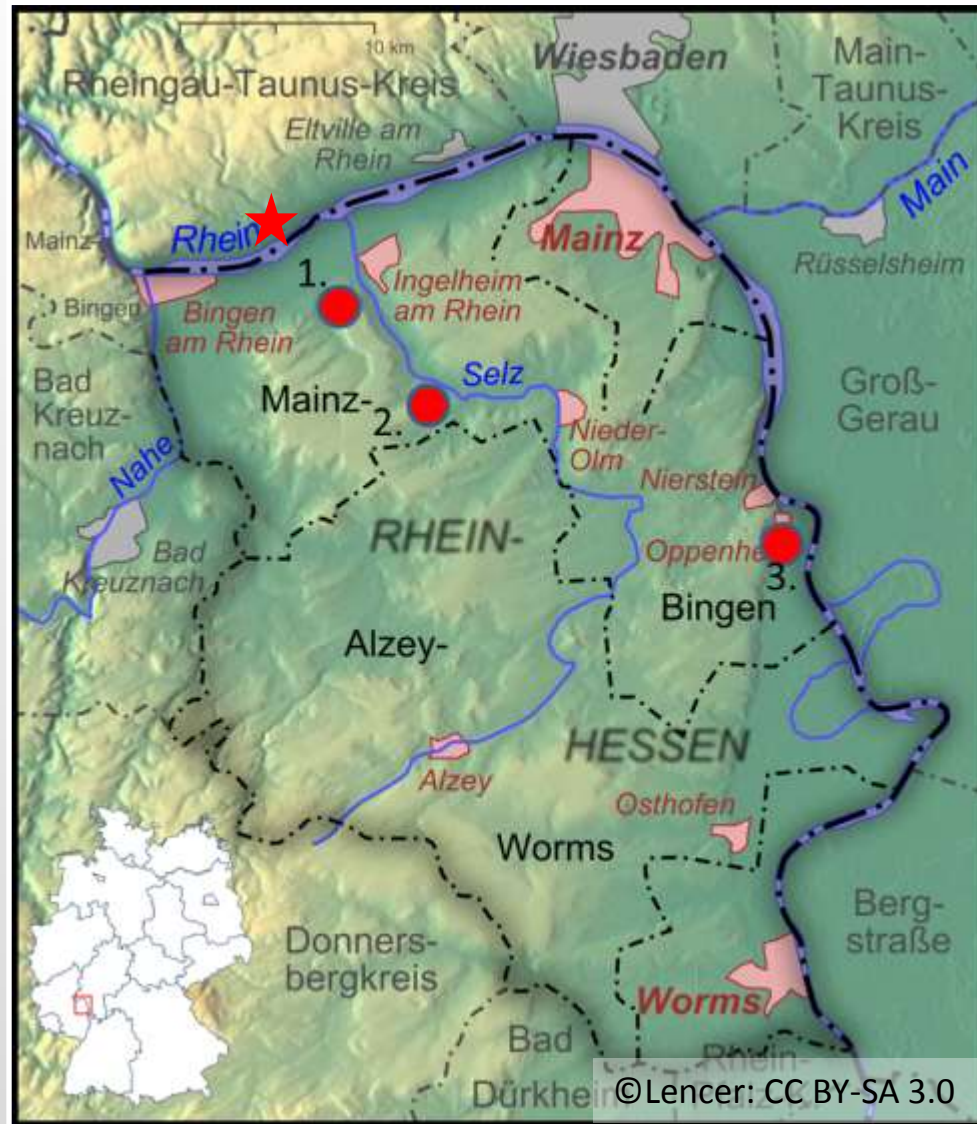 10 km
Wiesbaden
Main-
Taunus-
Kreis
Rheingau-Taunus-Kreis
Eltville am
Rhein
Main
Rhein
Mainz-
Mainz
Rüsselsheim
1.
Ingelheim
am Rhein
Bingen
Bingen
am Rhein
Bad
Kreuz-
nach
Selz
Groß-
Gerau
Mainz-
2.
Nieder-
Olm
Nahe
Nierstein
RHEIN-
Bad
Kreuznach
Oppenhe
3.
Bingen
Alzey-
HESSEN
Alzey
Osthofen
Worms
Berg-
straße
Donners-
bergkreis
Worms
Bad
Dürkheim
Rhein-
©Lencer: CC BY-SA 3.0